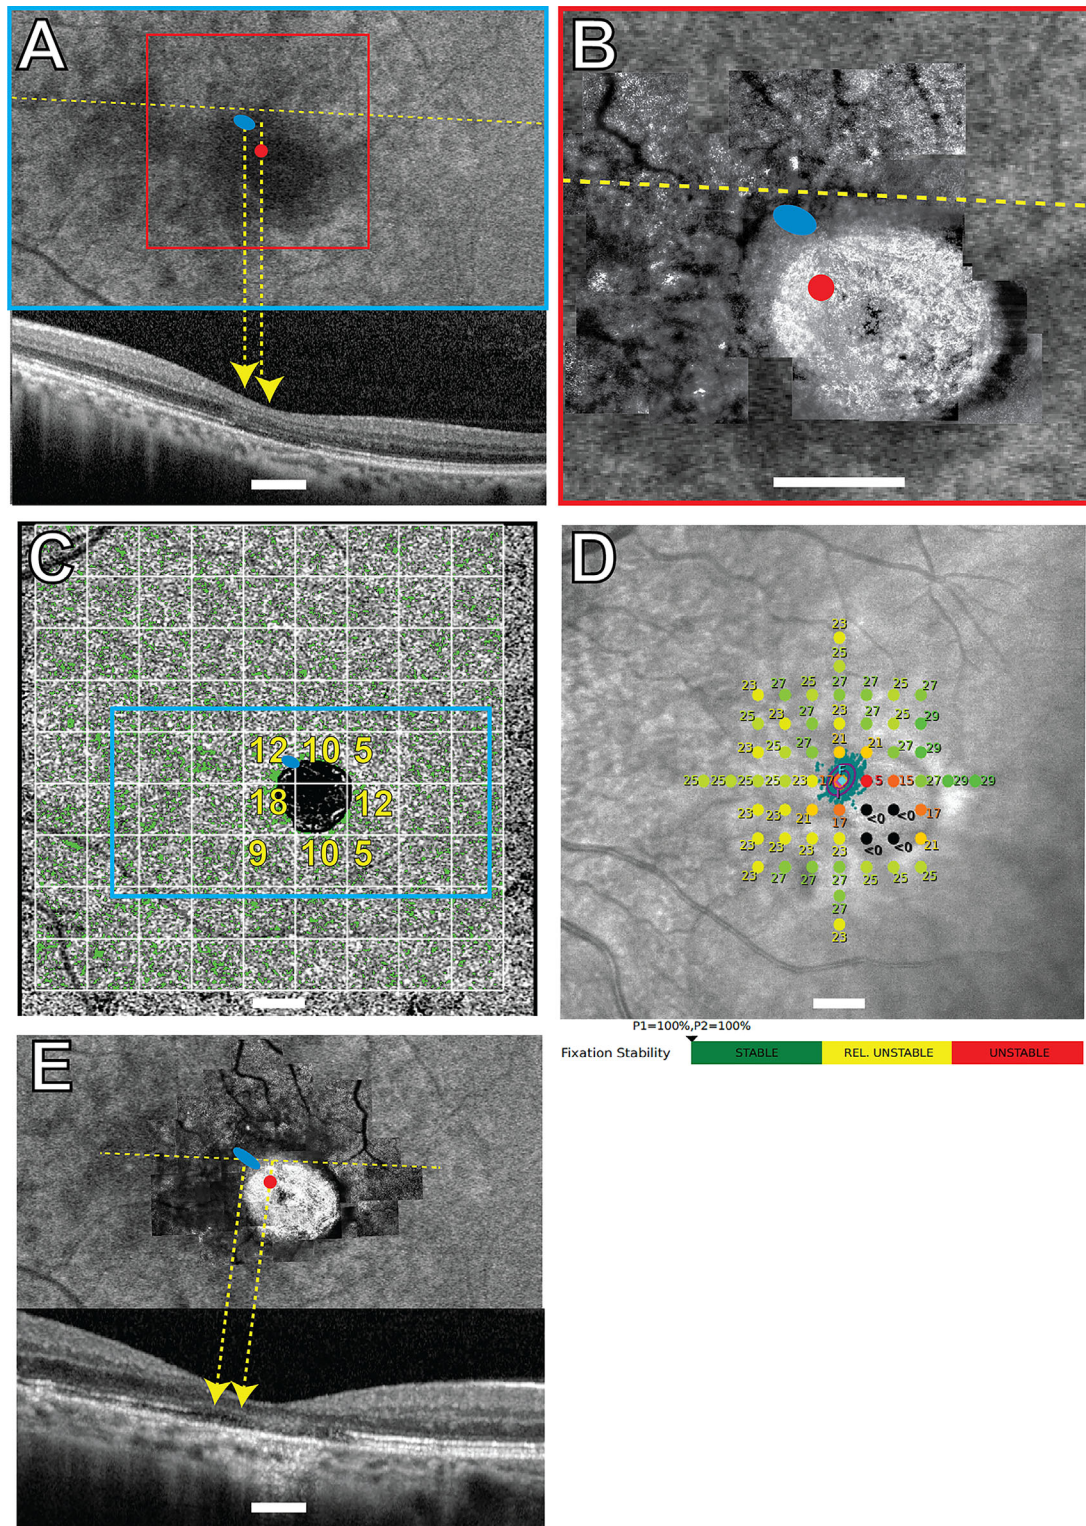 A
B
C
12 10 5
18 12
9 10 5
D
23
25
23 27 25 27 27 25 27
25 23 27 23 27 25 29
23 25 27 21 21 27 29
25 25 25 25 23 17 5 15 27 29 29
23 23 21 17 <0 <0 17
23 23 23 23 <0 <0 21
23 27 27 27 25 25 25
27
23
P1=100%,P2=100%
Fixation Stability STABLE REL. UNSTABLE UNSTABLE
E